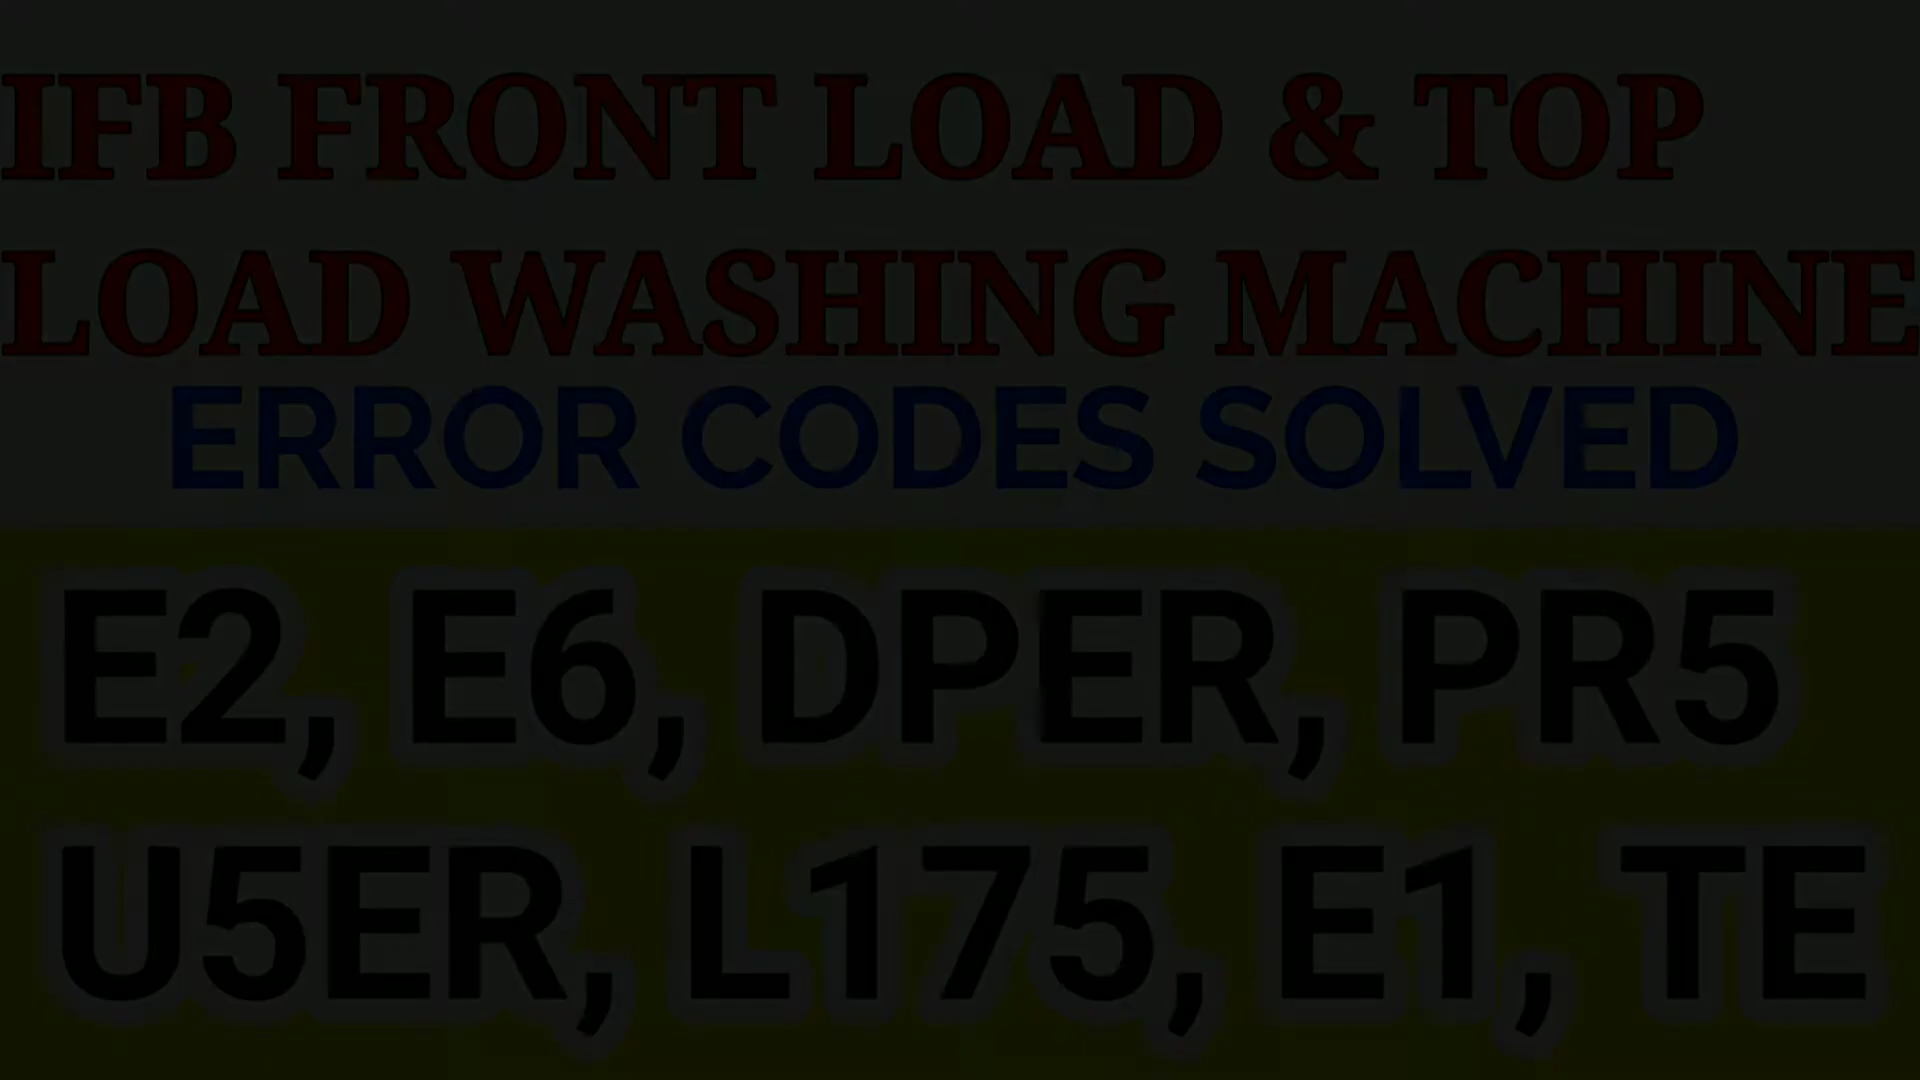 IFB FRONT LOAD & TOP
LOAD WASHING MACHINE
ERROR CODES SOLVED
E2, E6, DPER, PR5
U5ER, L175, E1, TE